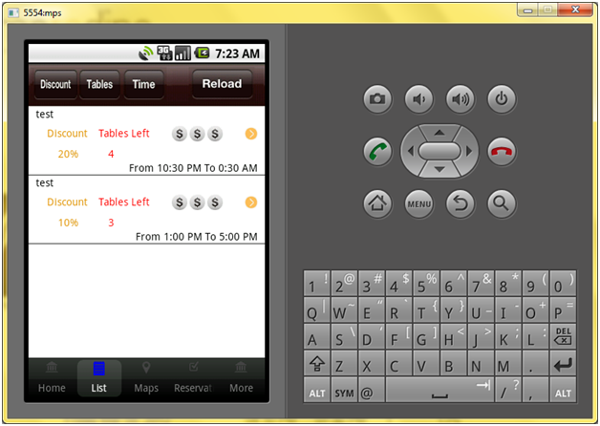 5554:mps
3G 7:23 AM
Discount Tables Time Reload
test
Discount Tables Left $ $ $
20% 4
From 10:30 PM To 0:30 AM
test
Discount Tables Left $ $ $
10% 3
From 1:00 PM To 5:00 PM
Home List Maps Reservat More
MENU
1 ! 2 @ 3 # 4 $ 5 % 6 ^ 7 & 8 * 9 ( 0 )
Q | W ~ E " R ` T { Y } U _ I - O + P =
A S \ D ' F [ G ] H < J > K ; L : DEL
Z X C V B N M .
ALT SYM @ / ? , ALT